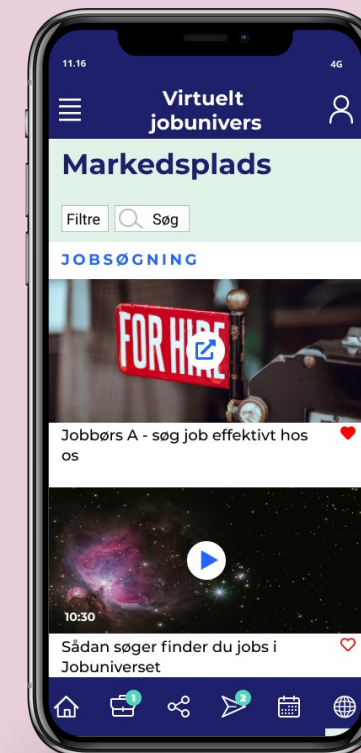 11.16
4G
Virtuelt
jobunivers
Markedsplads
Filtre
Søg
JOBSØGNING
FOR HIRE
Jobbørs A - søg job effektivt hos
os
10:30
Sådan søger finder du jobs i
Jobuniverset
1
2